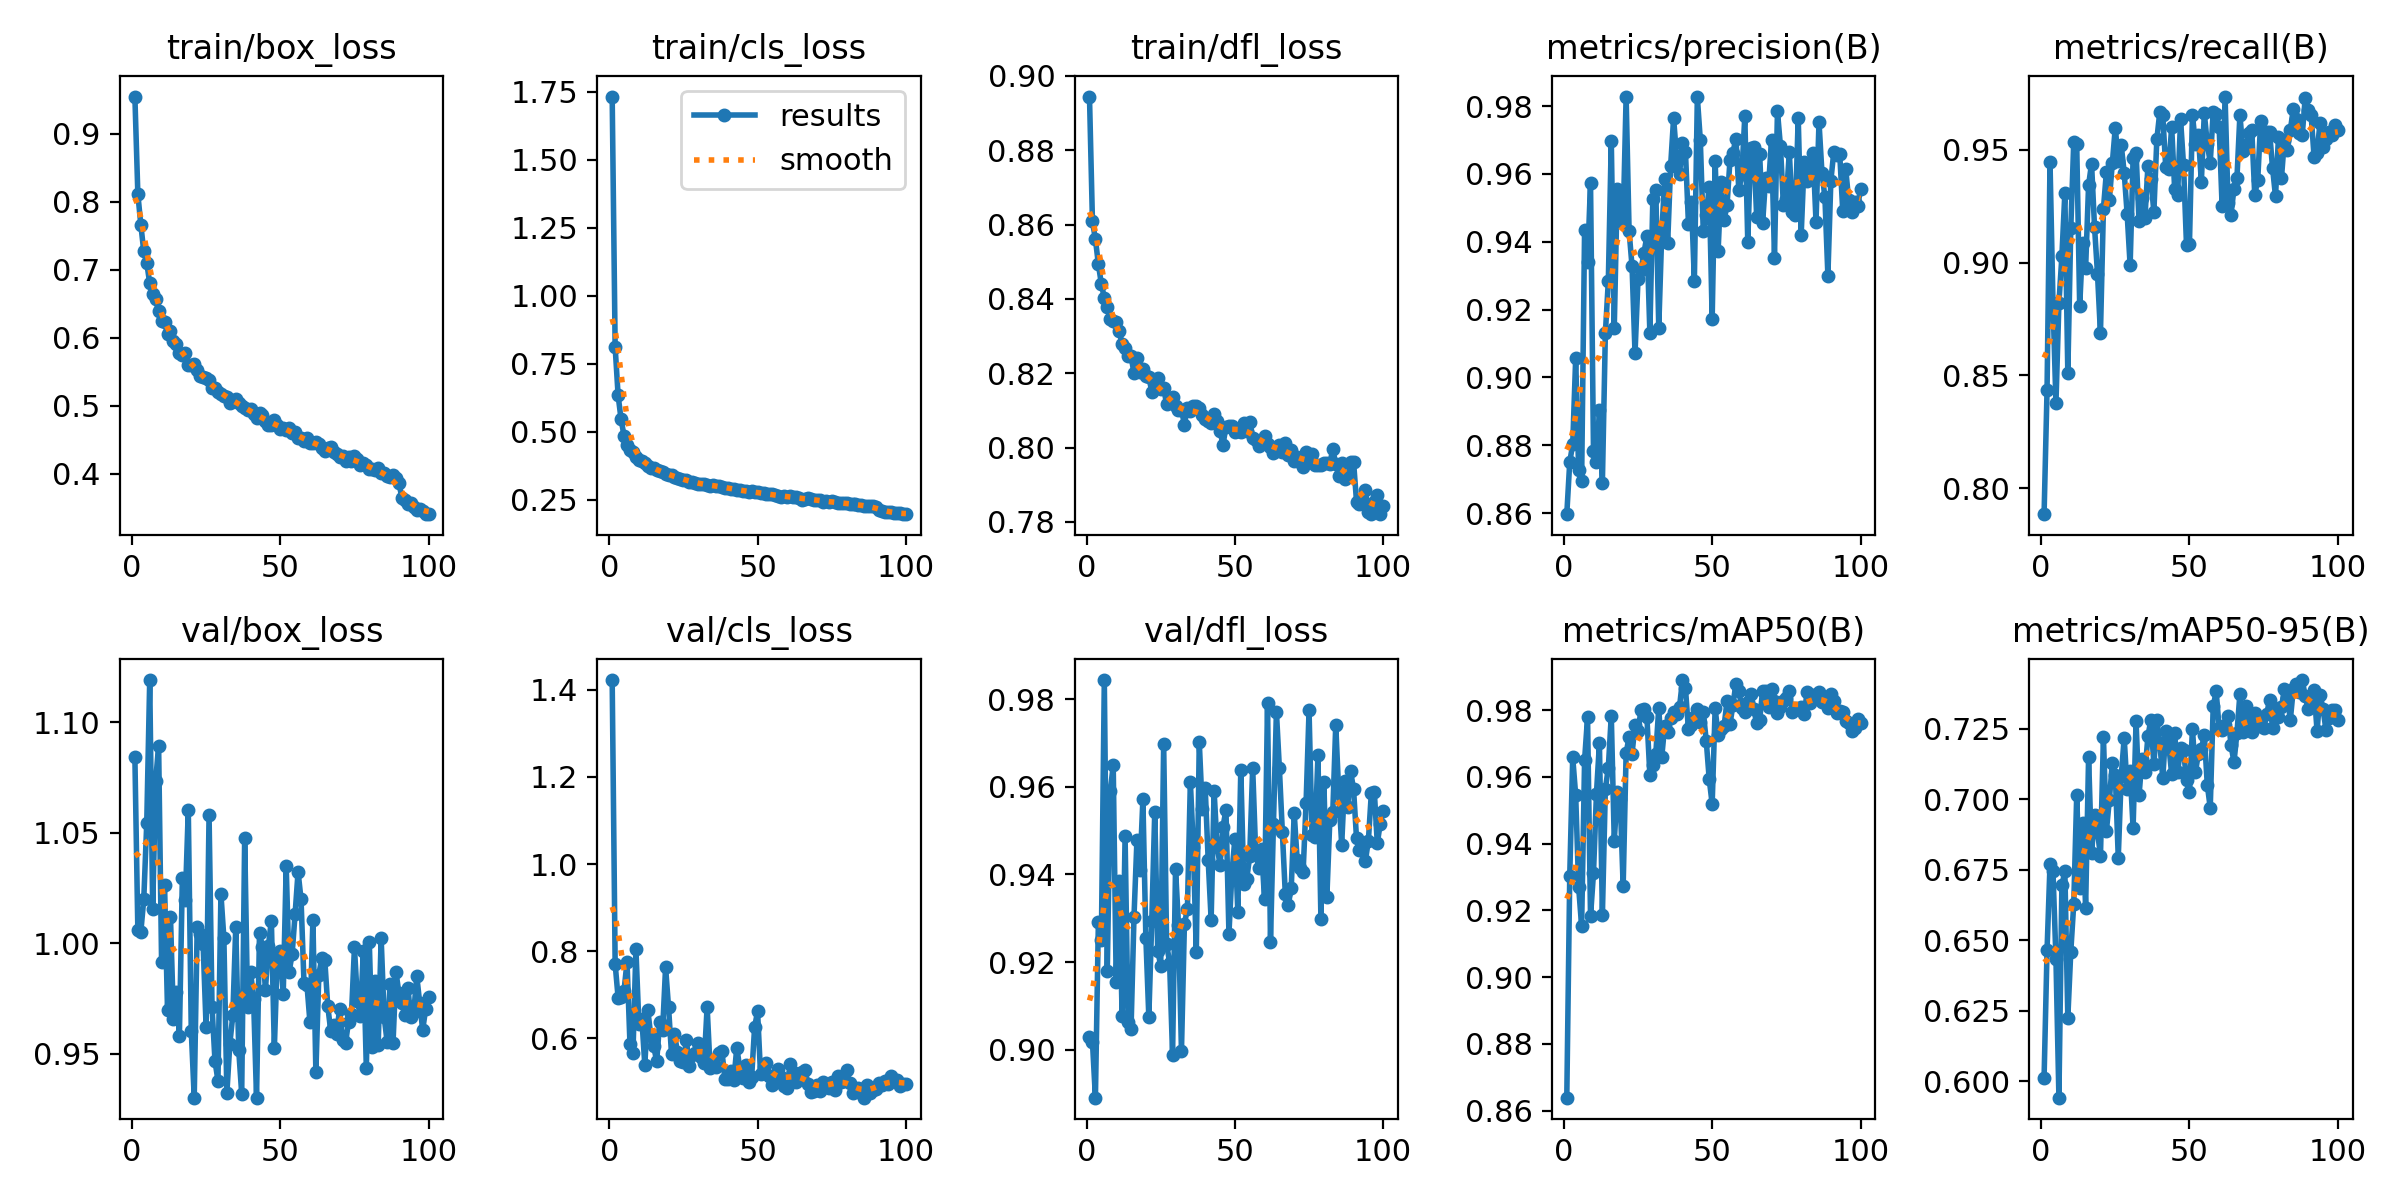 train/box_loss
0.9
0.8
0.7
0.6
0.5
0.4
0 50 100
train/cls_loss
1.75
1.50
1.25
1.00
0.75
0.50
0.25
results
smooth
0 50 100
train/dfl_loss
0.90
0.88
0.86
0.84
0.82
0.80
0.78
0 50 100
metrics/precision(B)
0.98
0.96
0.94
0.92
0.90
0.88
0.86
0 50 100
metrics/recall(B)
0.95
0.90
0.85
0.80
0 50 100
val/box_loss
1.10
1.05
1.00
0.95
0 50 100
val/cls_loss
1.4
1.2
1.0
0.8
0.6
0 50 100
val/dfl_loss
0.98
0.96
0.94
0.92
0.90
0 50 100
metrics/mAP50(B)
0.98
0.96
0.94
0.92
0.90
0.88
0.86
0 50 100
metrics/mAP50-95(B)
0.725
0.700
0.675
0.650
0.625
0.600
0 50 100